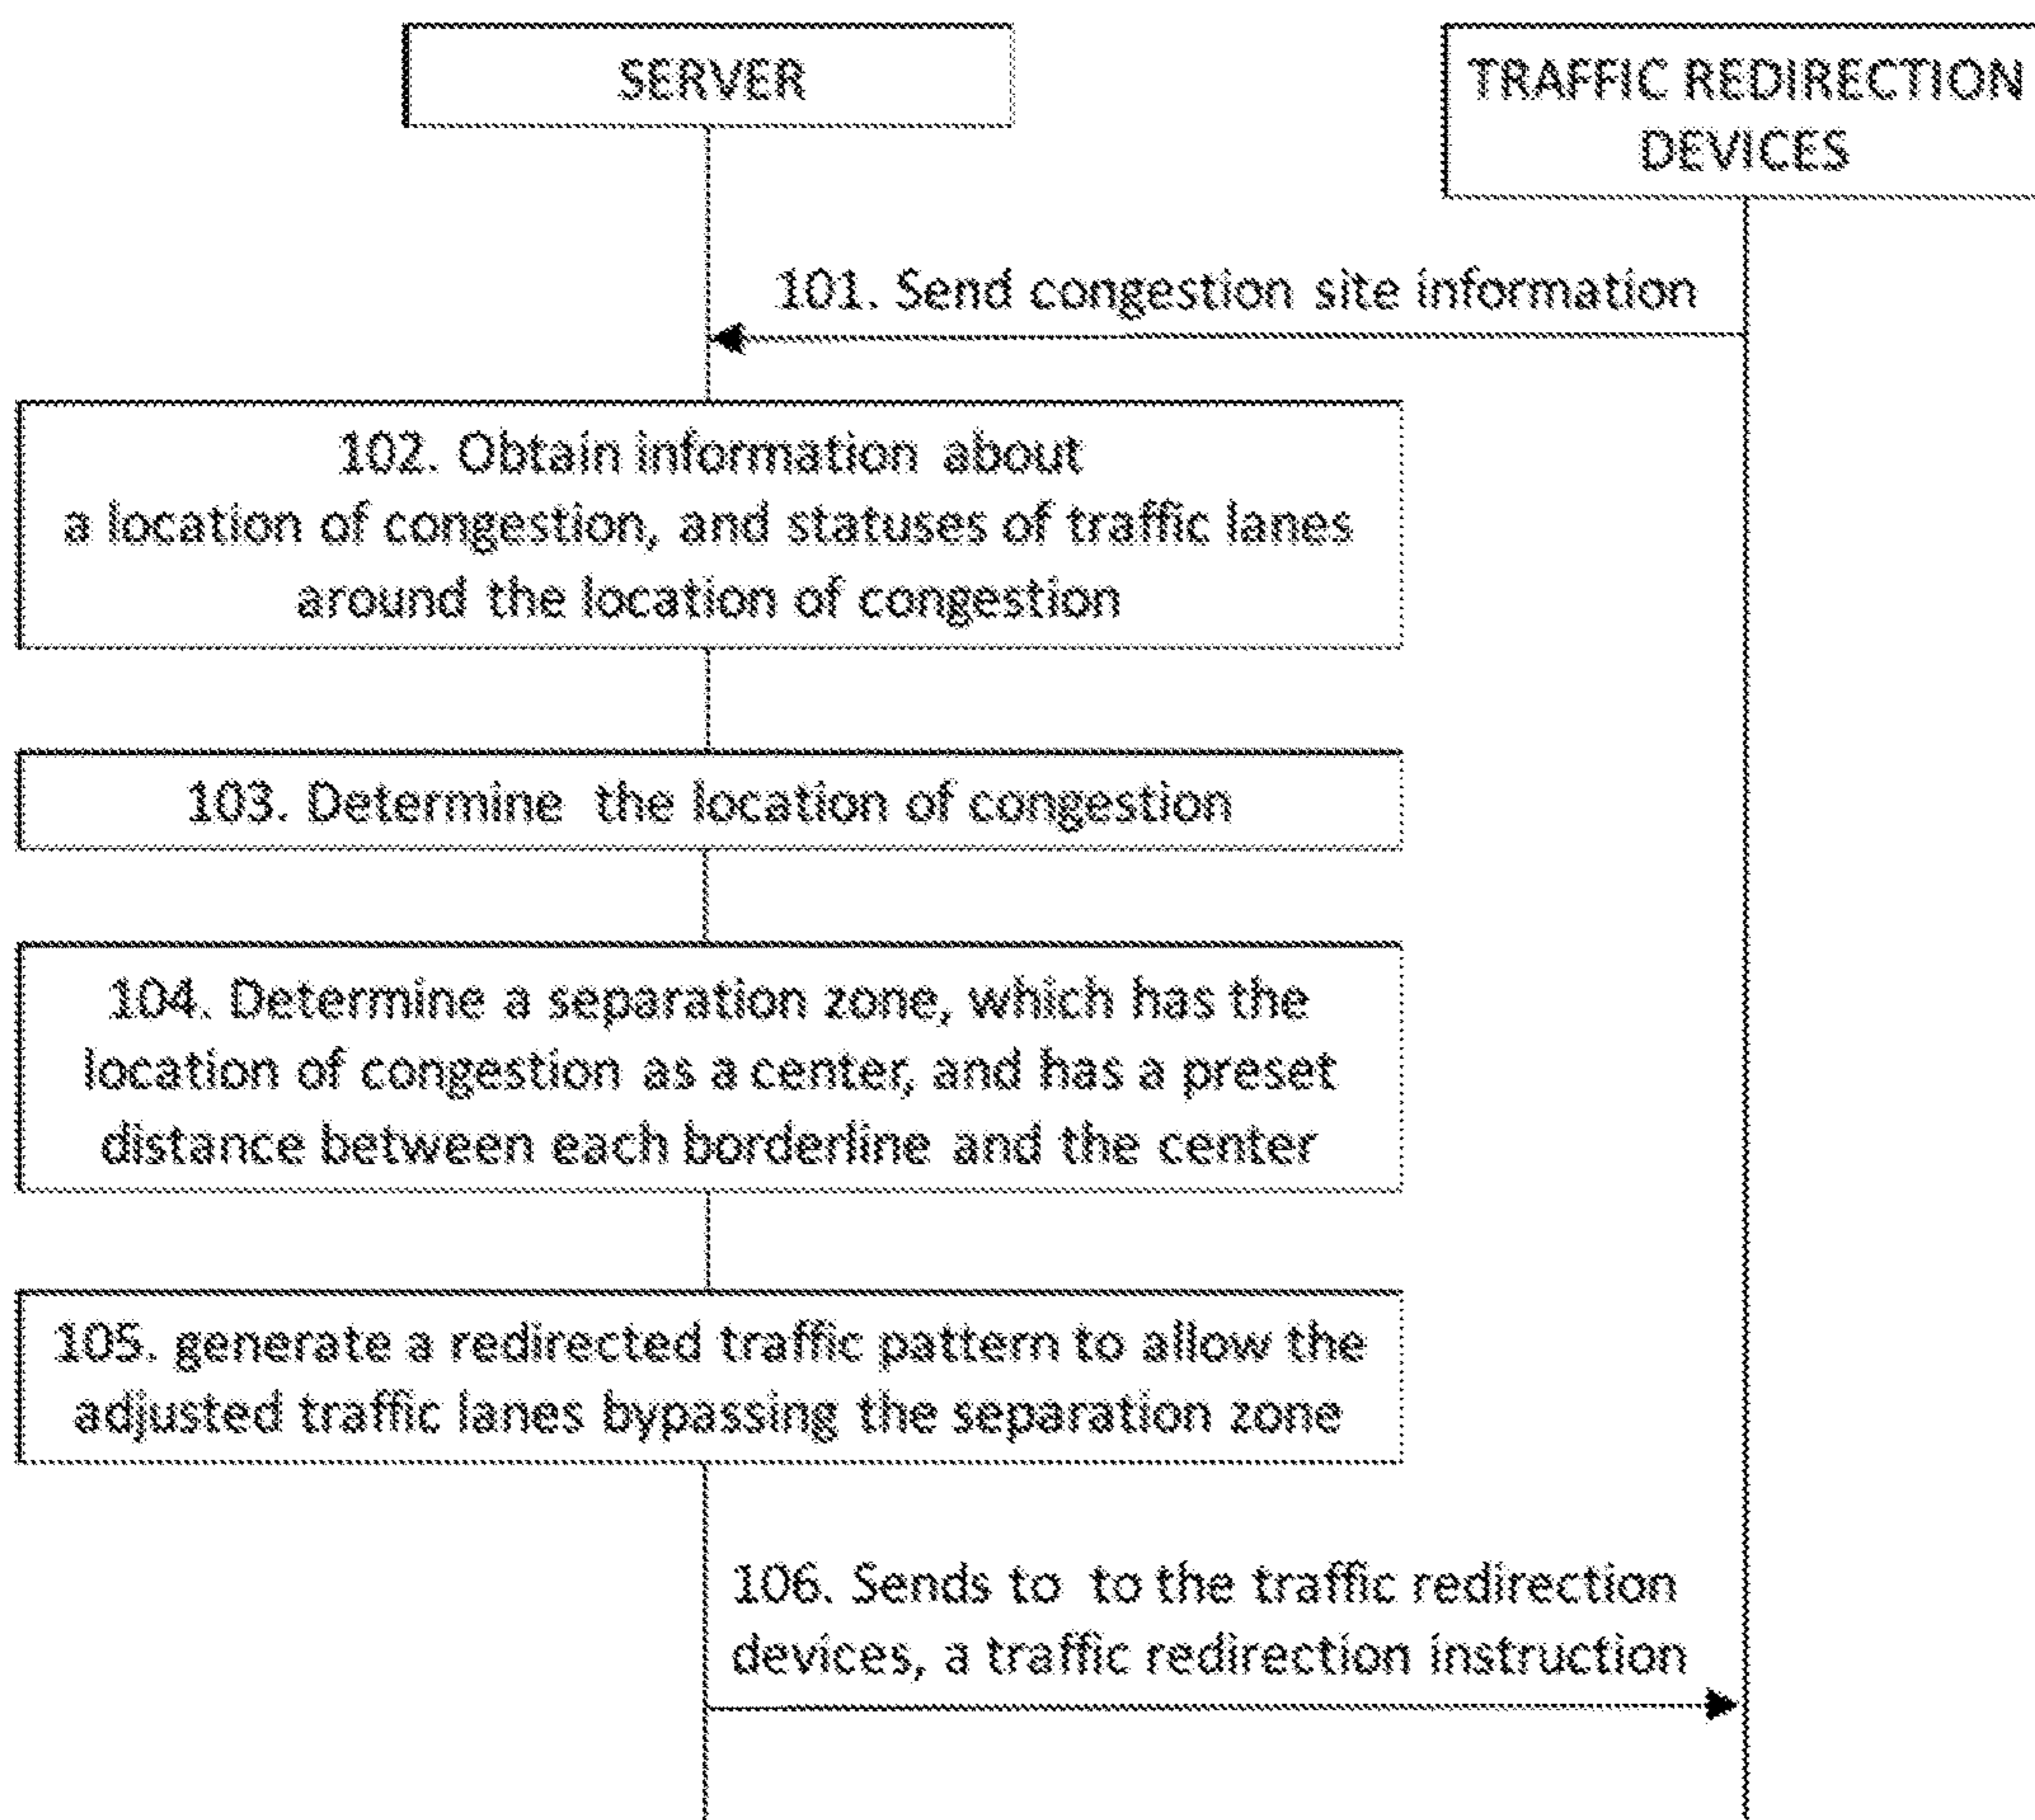 SERVER
TRAFFIC REDIRECTION
DEVICES
101. Send congestion site information
102. Obtain information about
a location of congestion, and statuses of traffic lanes
around the location of congestion
103. Determine the location of congestion
104. Determine a separation zone, which has the
location of congestion as a center, and has a preset
distance between each borderline and the center
105. generate a redirected traffic pattern to allow the
adjusted traffic lanes bypassing the separation zone
106. Sends to to the traffic redirection
devices, a traffic redirection instruction